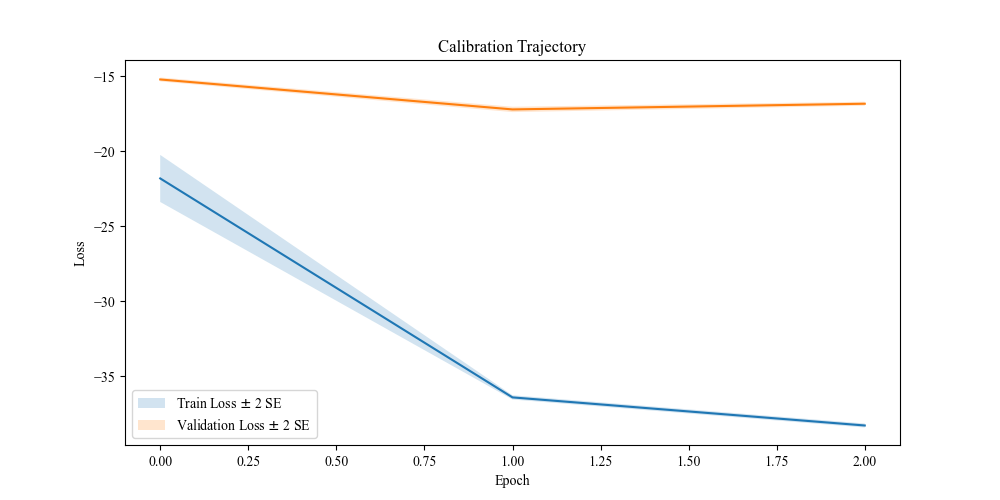 Calibration Trajectory
Loss
−15
−20
−25
−30
−35
Train Loss ± 2 SE
Validation Loss ± 2 SE
0.00 0.25 0.50 0.75 1.00 1.25 1.50 1.75 2.00
Epoch